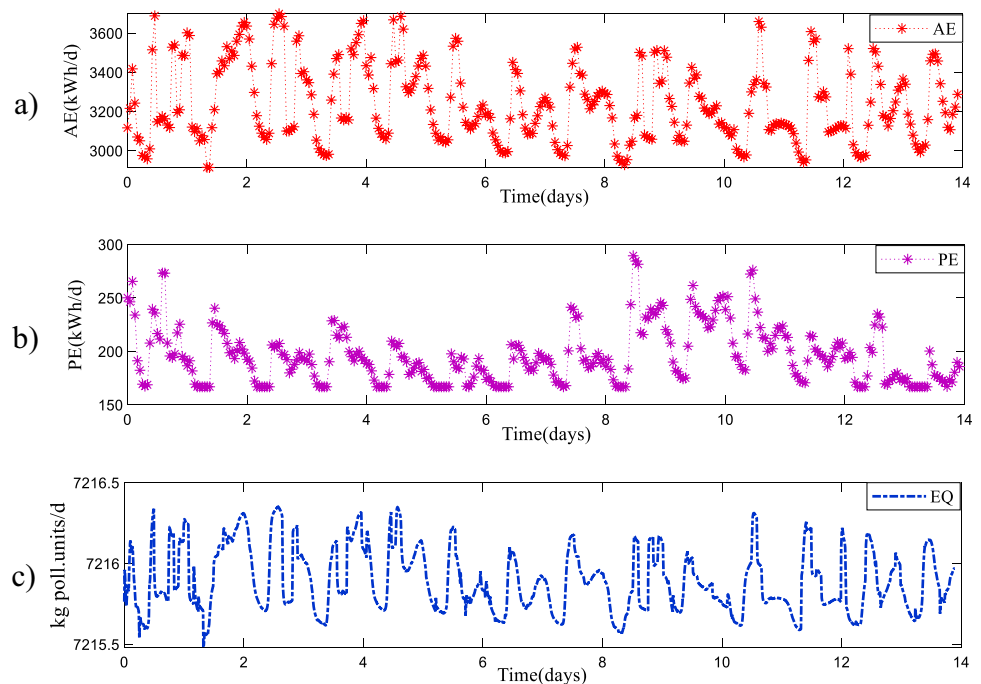 a)
AE(kWh/d)
3600
3400
3200
3000
AE
0 2 4 6 8 10 12 14
Time(days)
b)
PE(kWh/d)
300
250
200
150
PE
0 2 4 6 8 10 12 14
Time(days)
c)
kg poll.units/d
7216.5
7216
7215.5
EQ
0 2 4 6 8 10 12 14
Time(days)